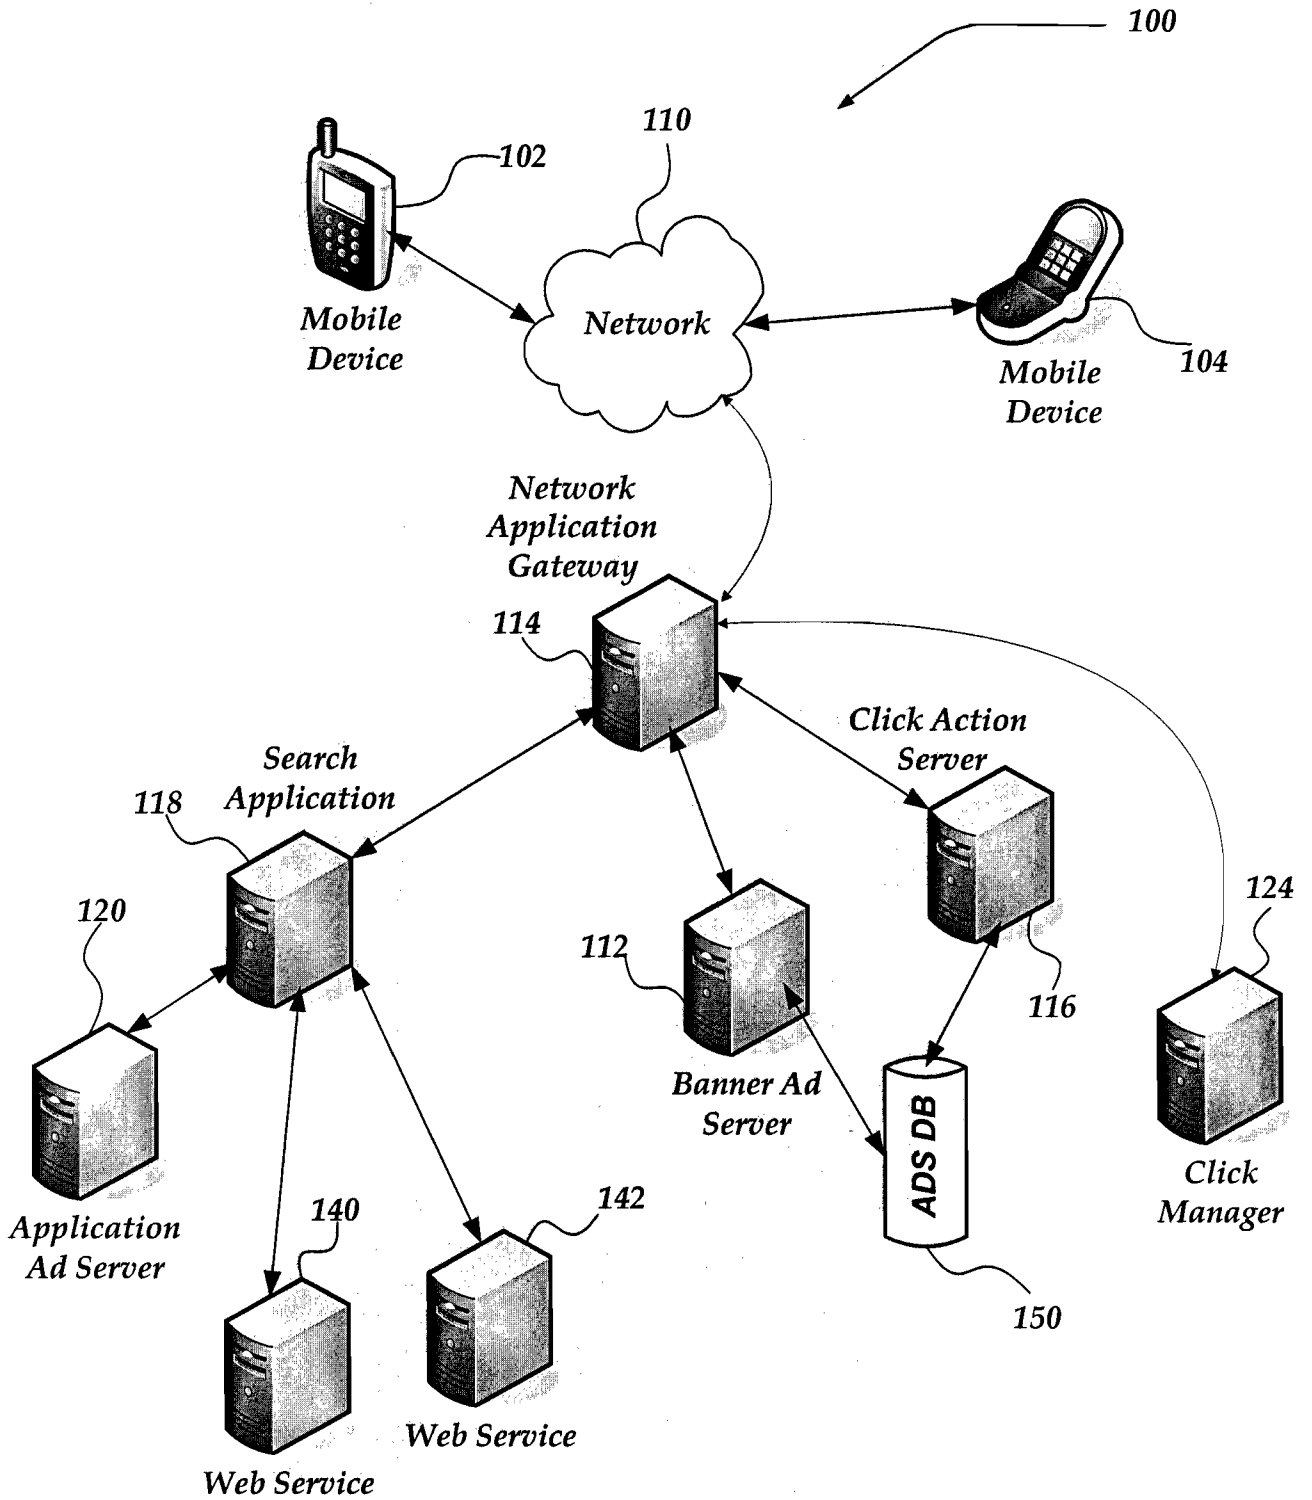 100
110
102
Mobile
Device
Network
104
Mobile
Device
Network
Application
Gateway
114
Click Action
Server
Search
Application
118
120
112
124
116
Banner Ad
Server
ADS DB
Click
Manager
Application
Ad Server
140
142
150
Web Service
Web Service